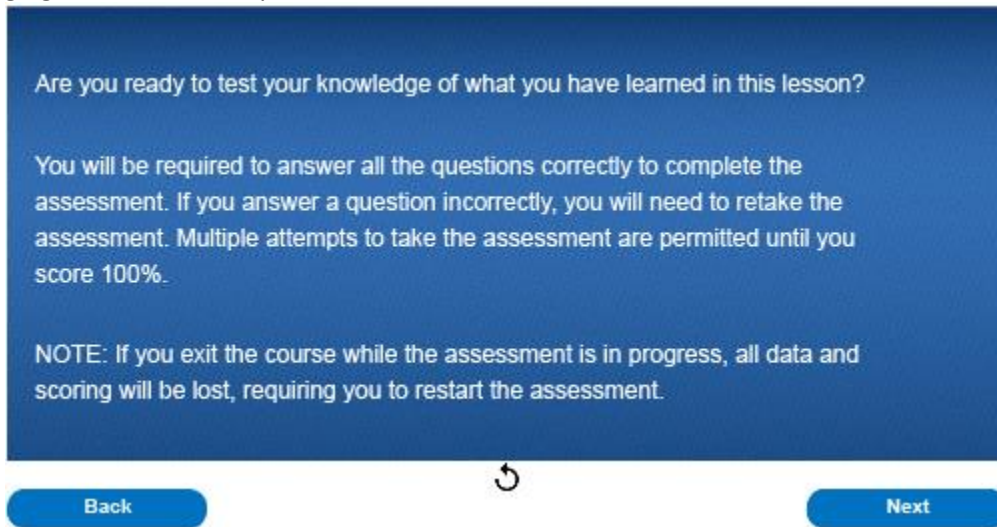 Are you ready to test your knowledge of what you have learned in this lesson?
You will be required to answer all the questions correctly to complete the
assessment. If you answer a question incorrectly, you will need to retake the
assessment. Multiple attempts to take the assessment are permitted until you
score 100%.
NOTE: If you exit the course while the assessment is in progress, all data and
scoring will be lost, requiring you to restart the assessment.
Back
Next